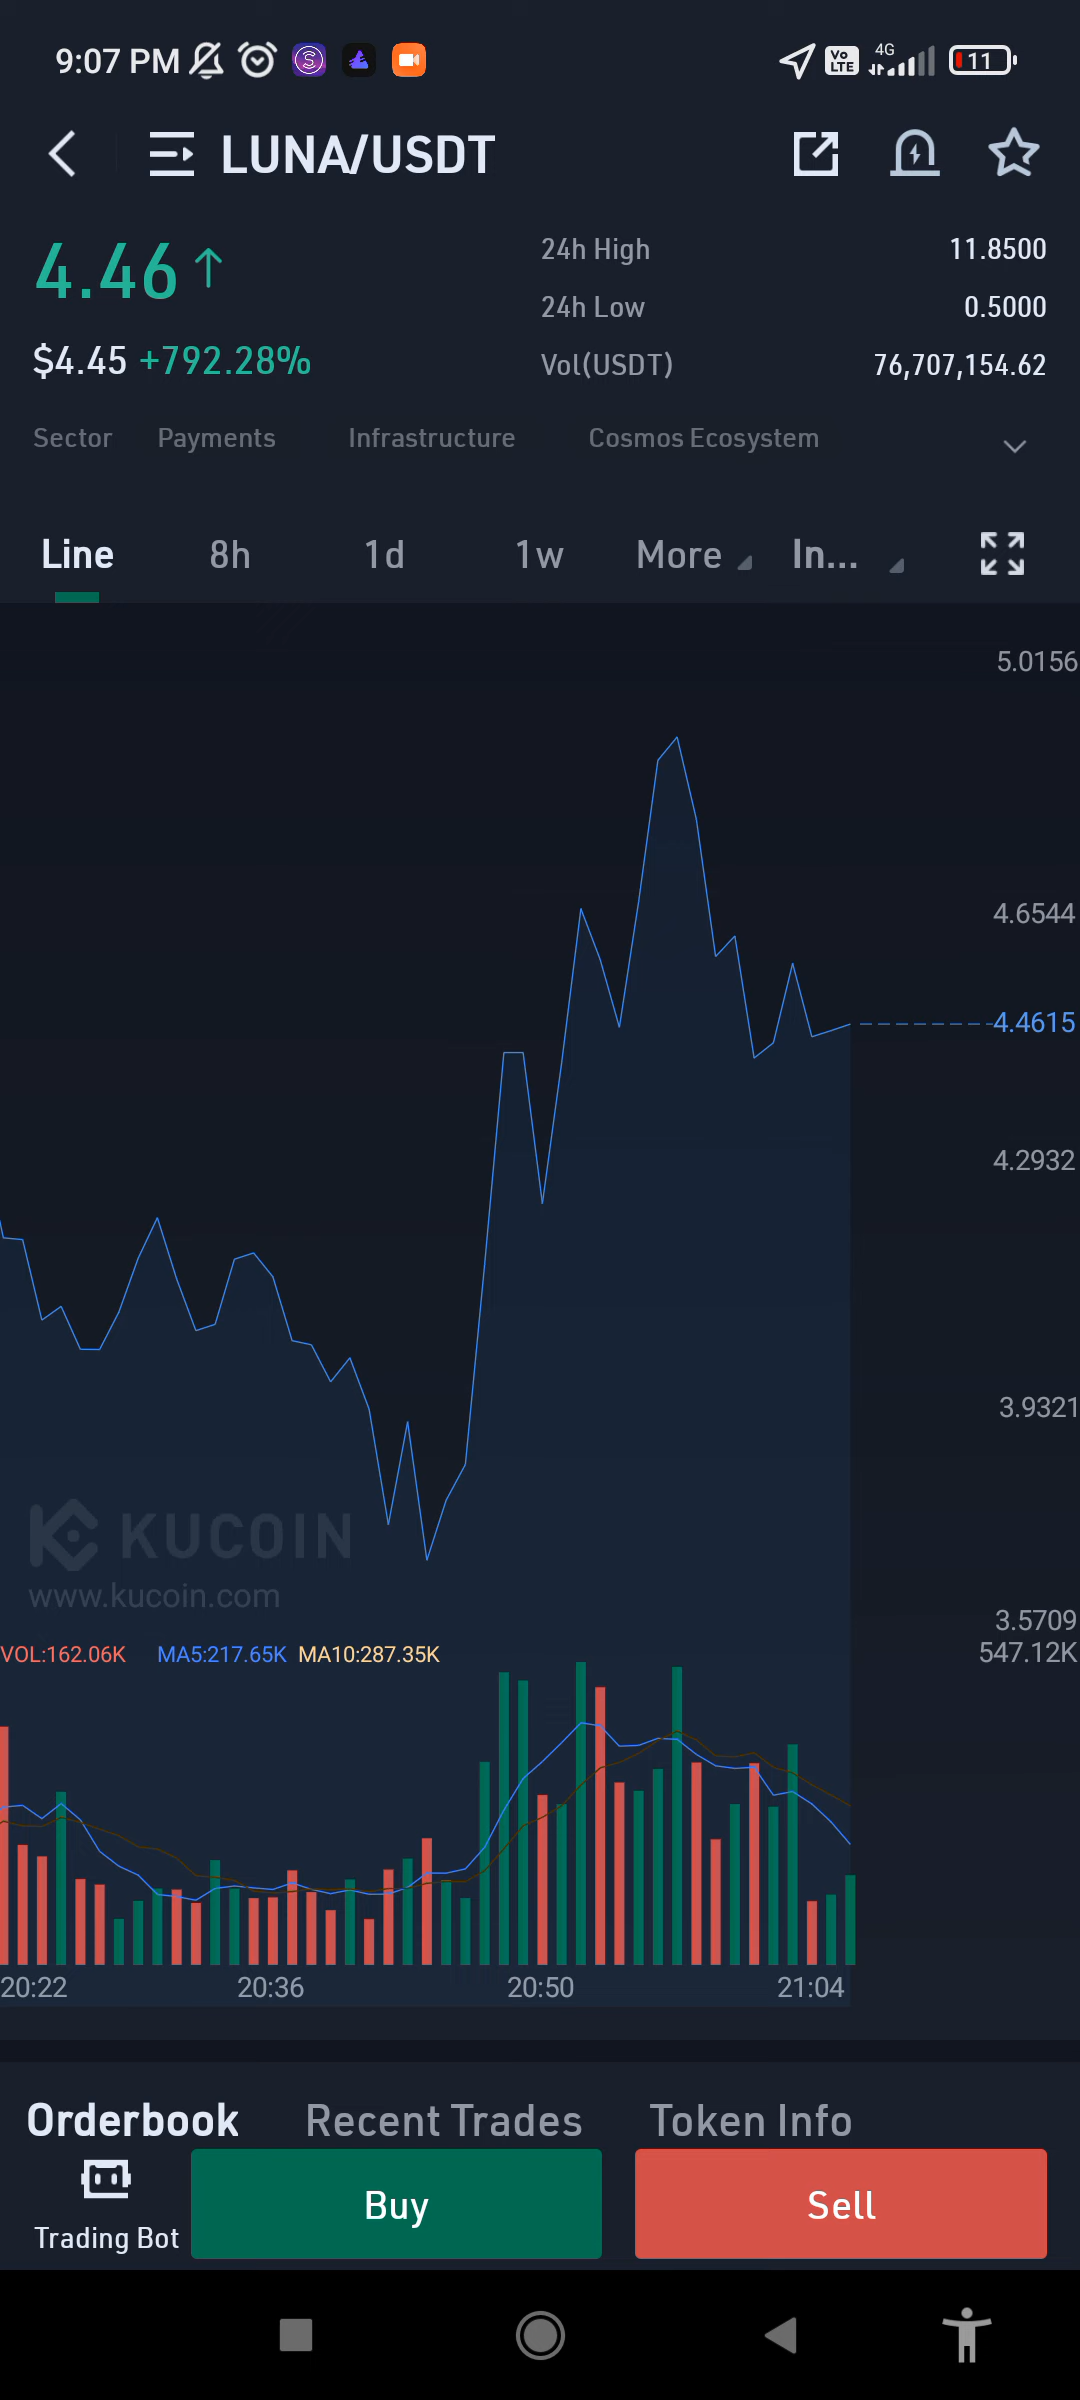 9:07 PM
Vo LTE 4G 11
LUNA/USDT
4.46
$4.45 +792.28%
24h High 11.8500
24h Low 0.5000
Vol(USDT) 76,707,154.62
Sector Payments Infrastructure Cosmos Ecosystem
Line 8h 1d 1w More In...
5.0156
4.6544
4.4615
4.2932
3.9321
KUCOIN
www.kucoin.com
3.5709
VOL:162.06K MA5:217.65K MA10:287.35K
547.12K
20:22 20:36 20:50 21:04
Orderbook Recent Trades Token Info
Trading Bot
Buy
Sell